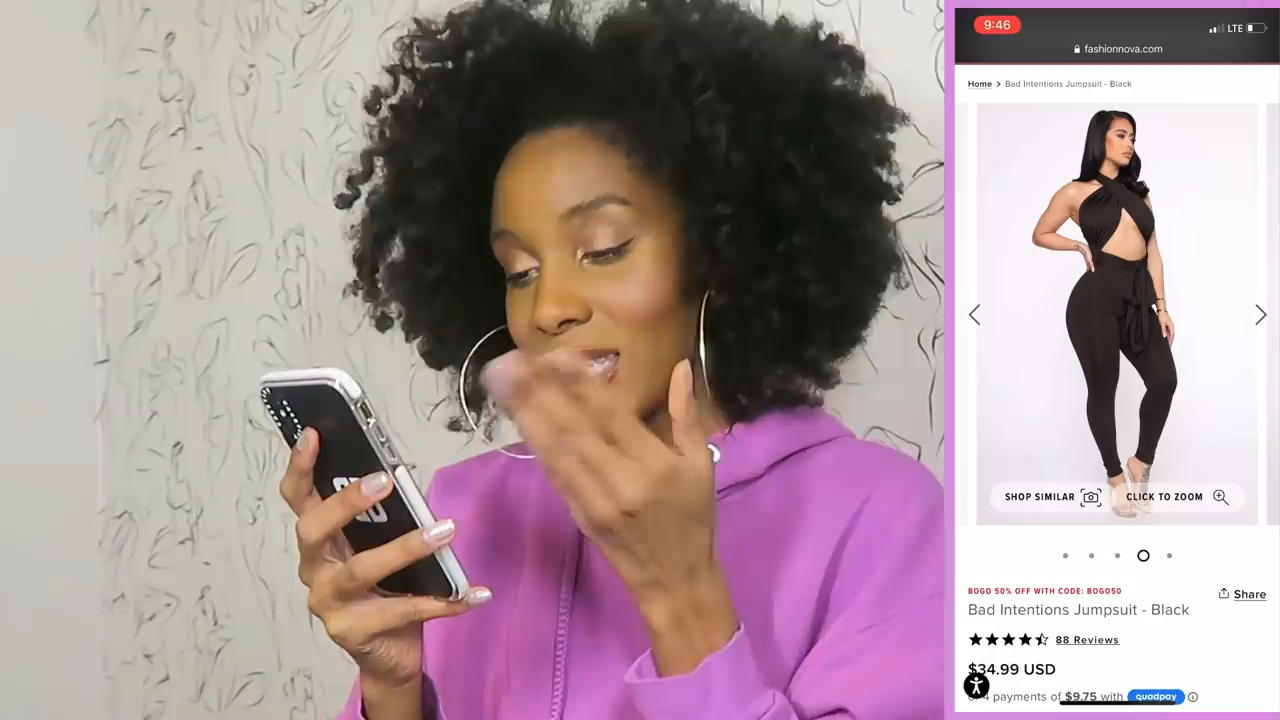 9:46
LTE
fashionnova.com
Home > Bad Intentions Jumpsuit - Black
SHOP SIMILAR
CLICK TO ZOOM
BOGO 50% OFF WITH CODE: BOGO50
Share
Bad Intentions Jumpsuit - Black
88 Reviews
$34.99 USD
4 payments of $9.75 with quadpay